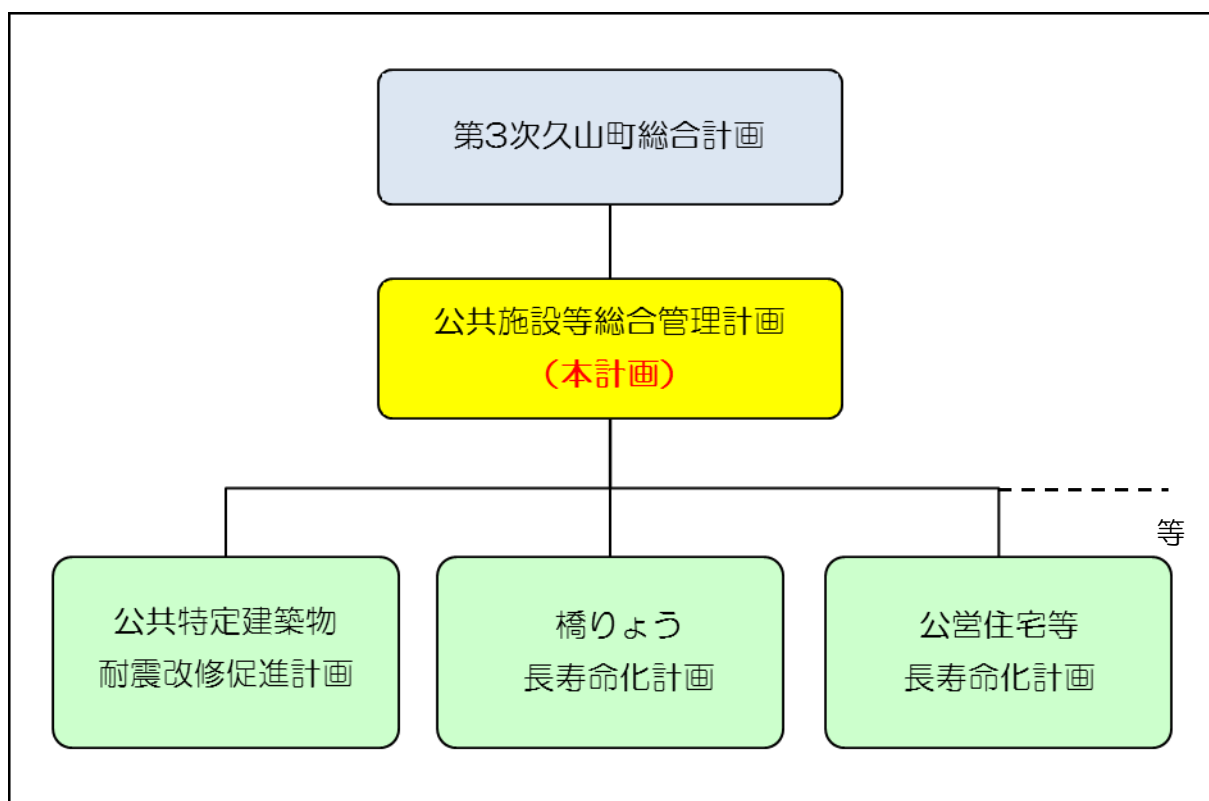 第3次久山町総合計画
公共施設等総合管理計画
（本計画）
等
公共特定建築物
耐震改修促進計画
橋りょう
長寿命化計画
公営住宅等
長寿命化計画